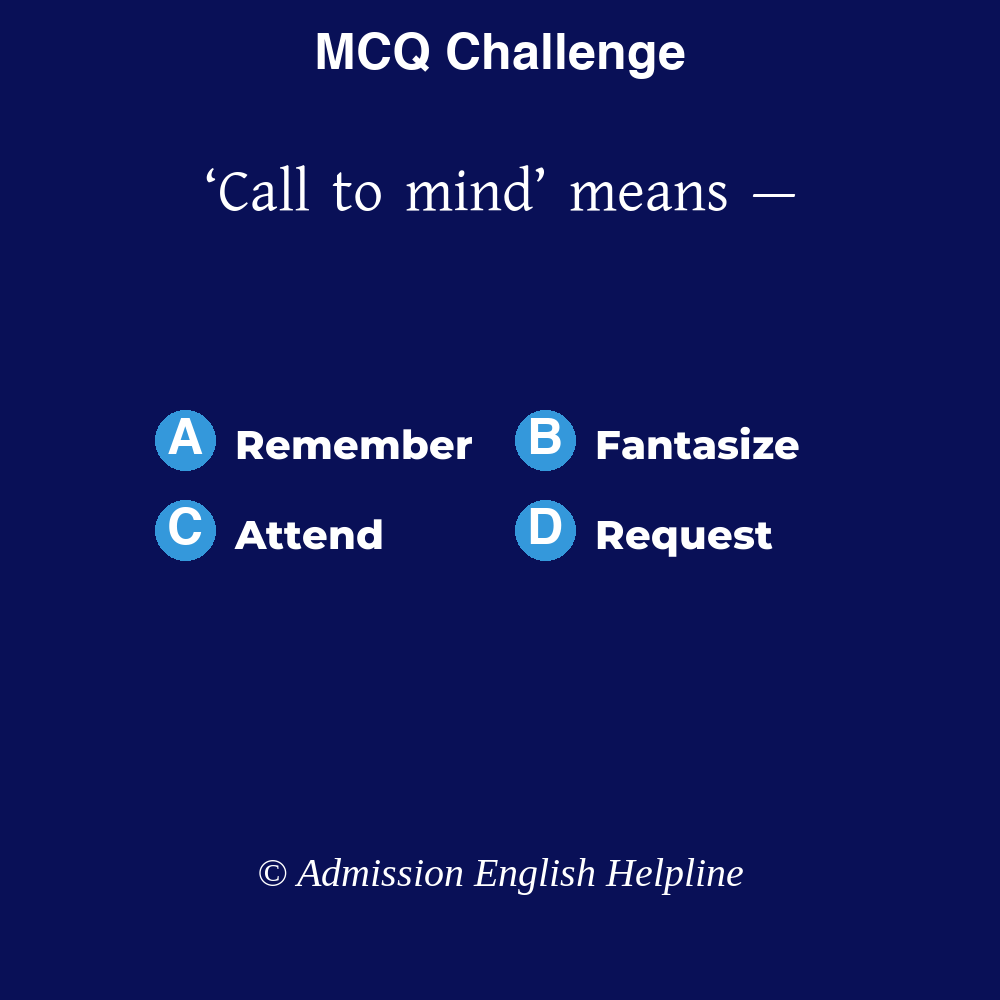 MCQ Challenge
‘Call to mind’ means —
A Remember B Fantasize
C Attend D Request
© Admission English Helpline